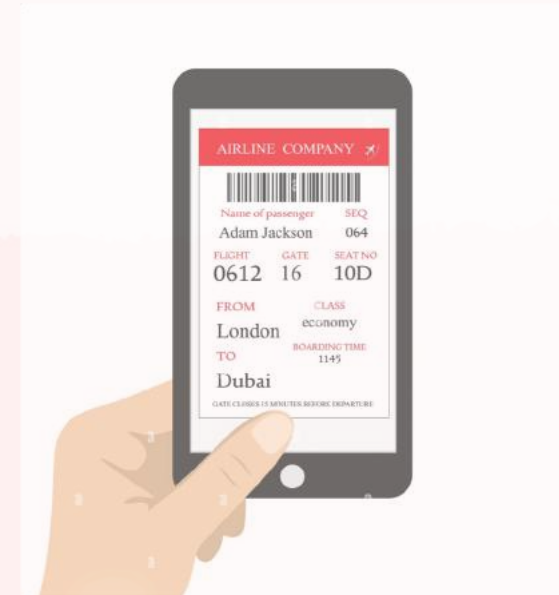 AIRLINE COMPANY
Name of passenger SEQ
Adam Jackson 064
FLIGHT GATE SEAT NO
0612 16 10D
FROM CLASS
London economy
TO BOARDING TIME
Dubai 1145
GATE CLOSES 15 MINUTES BEFORE DEPARTURE